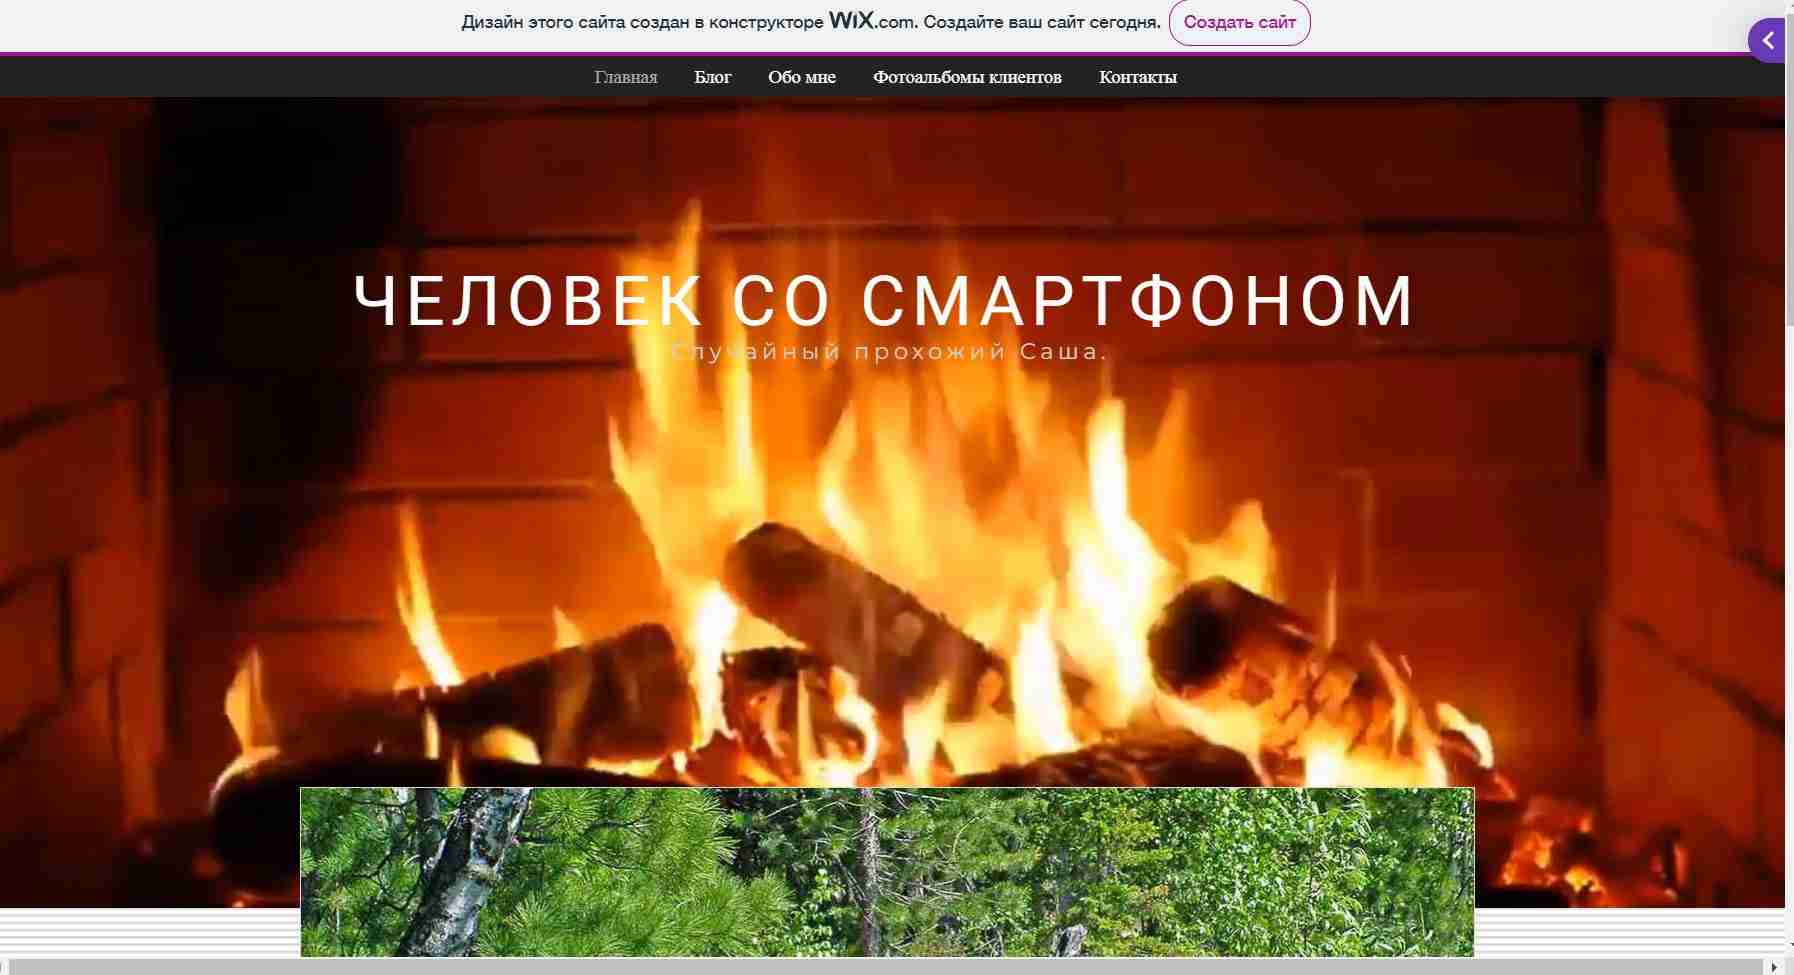 Дизайн этого сайта создан в конструкторе WiX.com. Создайте ваш сайт сегодня. Создать сайт
Главная Блог Обо мне Фотоальбомы клиентов Контакты
ЧЕЛОВЕК СО СМАРТФОНОМ
Случайный прохожий Саша.